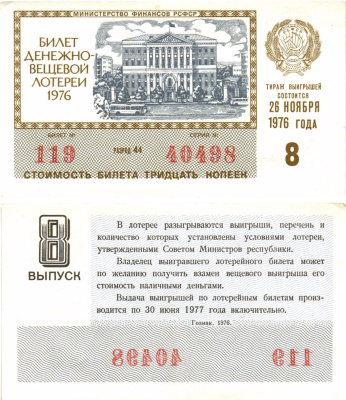 МИНИСТЕРСТВО ФИНАНСОВ РСФСР
БИЛЕТ
ДЕНЕЖНО-
ВЕЩЕВОЙ
ЛОТЕРЕИ
1976
ТИРАЖ ВЫИГРЫШЕЙ
СОСТОИТСЯ
26 НОЯБРЯ
1976 ГОДА
8
БИЛЕТ № СЕРИЯ №
119 РАЗРЯД 44 40498
СТОИМОСТЬ БИЛЕТА ТРИДЦАТЬ КОПЕЕК
8
ВЫПУСК
В лотерее разыгрываются выигрыши, перечень и
количество которых установлены условиями лотереи,
утвержденными Советом Министров республики.
Владелец выигравшего лотерейного билета может
по желанию получить взамен вещевого выигрыша его
стоимость наличными деньгами.
Выдача выигрышей по лотерейным билетам произ-
водится по 30 июня 1977 года включительно.
Гознак. 1976.
40498 119